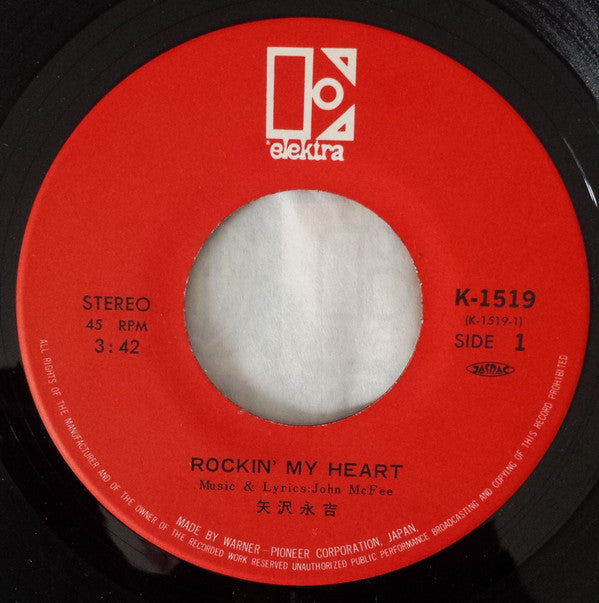 elektra
STEREO
45 RPM
3:42
K-1519
(K-1519-1)
SIDE 1
JASRAC
ROCKIN' MY HEART
Music & Lyrics:John McFee
矢沢永吉
MADE BY WARNER-PIONEER CORPORATION, JAPAN.
ALL RIGHTS OF THE MANUFACTURER AND OF THE OWNER OF THE RECORDED WORK RESERVED UNAUTHORIZED PUBLIC PERFORMANCE BROADCASTING AND COPYING OF THIS RECORD PROHIBITED